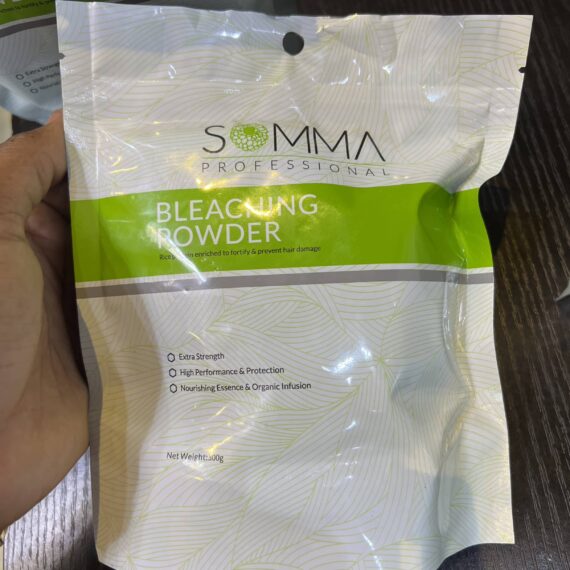 SOMMA
PROFESSIONAL
BLEACHING
POWDER
enriched to fortify & prevent hair damage
Extra Strength
High Performance & Protection
Nourishing Essence & Organic Infusion
Net Weight: